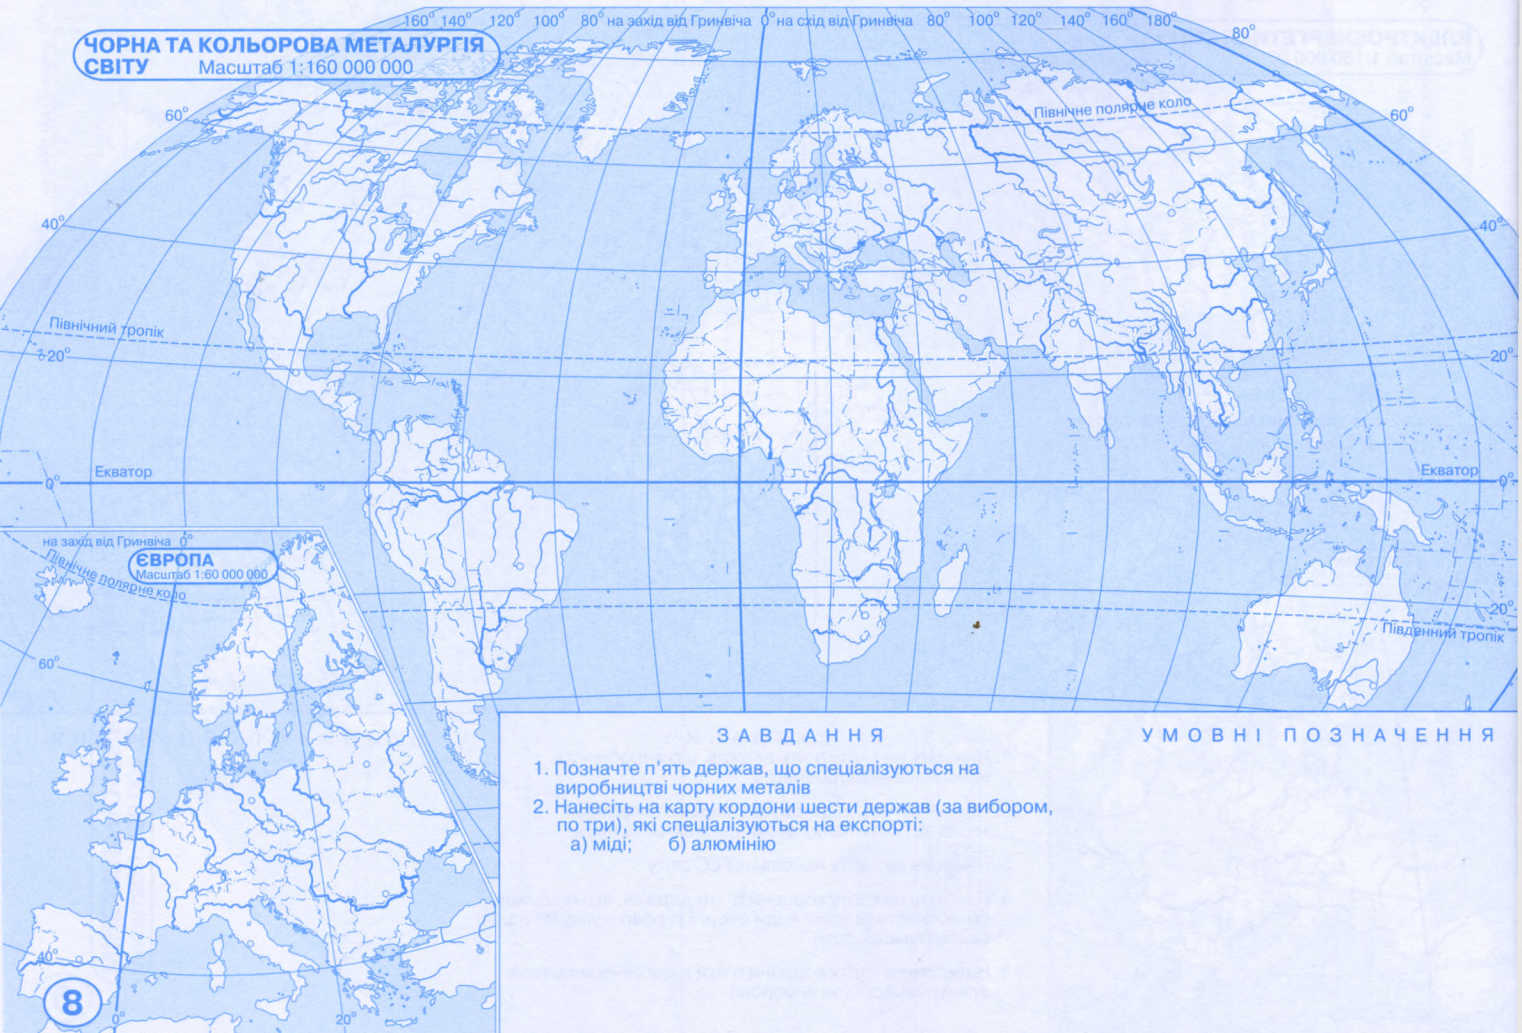 160° 140° 120° 100° 80° на захід від Гринвіча 0° на схід від Гринвіча 80° 100° 120° 140° 160° 180°
80°
ЧОРНА ТА КОЛЬОРОВА МЕТАЛУРГІЯ
СВІТУ Масштаб 1:160 000 000
Північне полярне коло
60°
60°
40°
40°
Північний тропік
20°
20°
Екватор
Екватор
0°
0°
20°
Південний тропік
на захід від Гринвіча 0°
ЄВРОПА
Масштаб 1:60 000 000
Північне полярне коло
60°
40°
8
0°
20°
ЗАВДАННЯ
1. Позначте п'ять держав, що спеціалізуються на
виробництві чорних металів
2. Нанесіть на карту кордони шести держав (за вибором,
по три), які спеціалізуються на експорті:
а) міді; б) алюмінію
УМОВНІ ПОЗНАЧЕННЯ